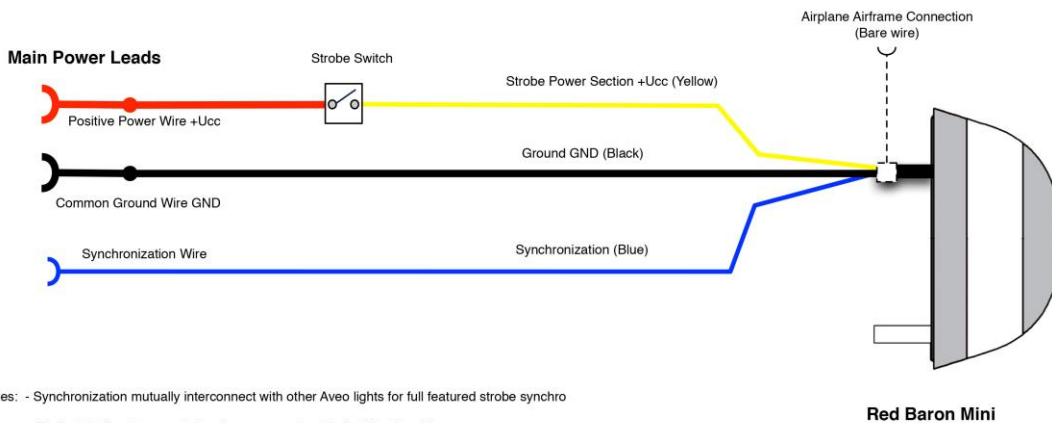 Airplane Airframe Connection
(Bare wire)
Main Power Leads
Strobe Switch
Strobe Power Section +Ucc (Yellow)
Positive Power Wire +Ucc
Ground GND (Black)
Common Ground Wire GND
Synchronization Wire
Synchronization (Blue)
es: - Synchronization mutually interconnect with other Aveo lights for full featured strobe synchro
Red Baron Mini